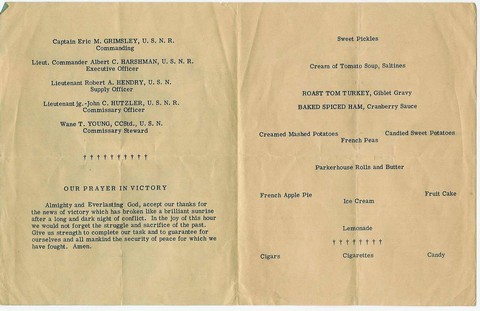 Captain Eric M. GRIMSLEY, U. S. N. R.
Commanding
Lieut. Commander Albert C. HARSHMAN, U. S. N. R.
Executive Officer
Lieutenant Robert A. HENDRY, U. S. N.
Supply Officer
Lieutenant jg.-John C. HUTZLER, U. S. N. R.
Commissary Officer
Wane T. YOUNG, CCStd., U. S. N.
Commissary Steward
† † † † † † † † † †
OUR PRAYER IN VICTORY
Almighty and Everlasting God, accept our thanks for
the news of victory which has broken like a brilliant sunrise
after a long and dark night of conflict. In the joy of this hour
we would not forget the struggle and sacrifice of the past.
Give us strength to complete our task and to guarantee for
ourselves and all mankind the security of peace for which we
have fought. Amen.
Sweet Pickles
Cream of Tomato Soup, Saltines
ROAST TOM TURKEY, Giblet Gravy
BAKED SPICED HAM, Cranberry Sauce
Creamed Mashed Potatoes Candied Sweet Potatoes
French Peas
Parkerhouse Rolls and Butter
French Apple Pie Fruit Cake
Ice Cream
Lemonade
† † † † † † † †
Cigars Cigarettes Candy